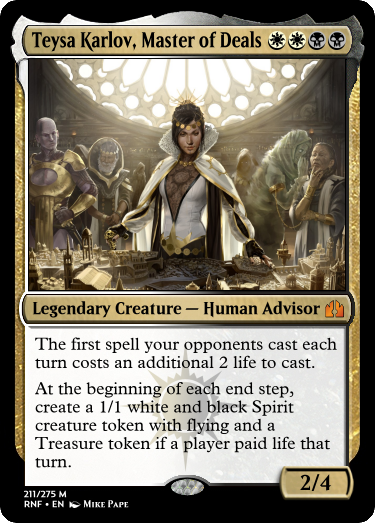 Teysa Karlov, Master of Deals
Legendary Creature — Human Advisor
The first spell your opponents cast each
turn costs an additional 2 life to cast.
At the beginning of each end step,
create a 1/1 white and black Spirit
creature token with flying and a
Treasure token if a player paid life that
turn.
2/4
211/275 M
RNF • EN Mike Pape